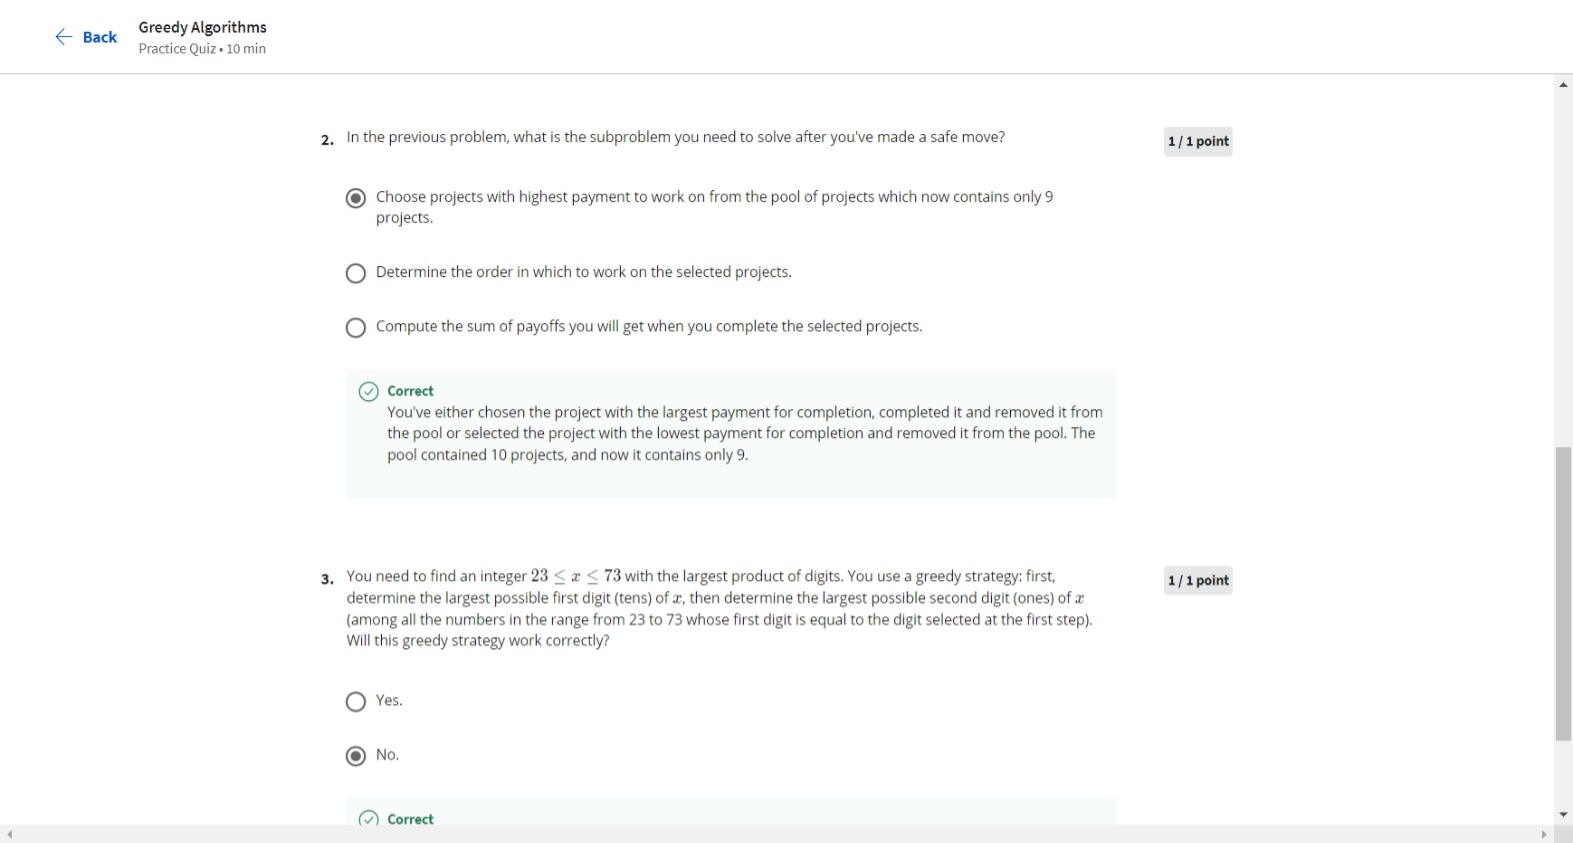 Back
Greedy Algorithms
Practice Quiz • 10 min
2. In the previous problem, what is the subproblem you need to solve after you've made a safe move?
1 / 1 point
Choose projects with highest payment to work on from the pool of projects which now contains only 9
projects.
Determine the order in which to work on the selected projects.
Compute the sum of payoffs you will get when you complete the selected projects.
Correct
You've either chosen the project with the largest payment for completion, completed it and removed it from
the pool or selected the project with the lowest payment for completion and removed it from the pool. The
pool contained 10 projects, and now it contains only 9.
3. You need to find an integer 23 ≤ x ≤ 73 with the largest product of digits. You use a greedy strategy: first,
1 / 1 point
determine the largest possible first digit (tens) of x, then determine the largest possible second digit (ones) of x
(among all the numbers in the range from 23 to 73 whose first digit is equal to the digit selected at the first step).
Will this greedy strategy work correctly?
Yes.
No.
Correct